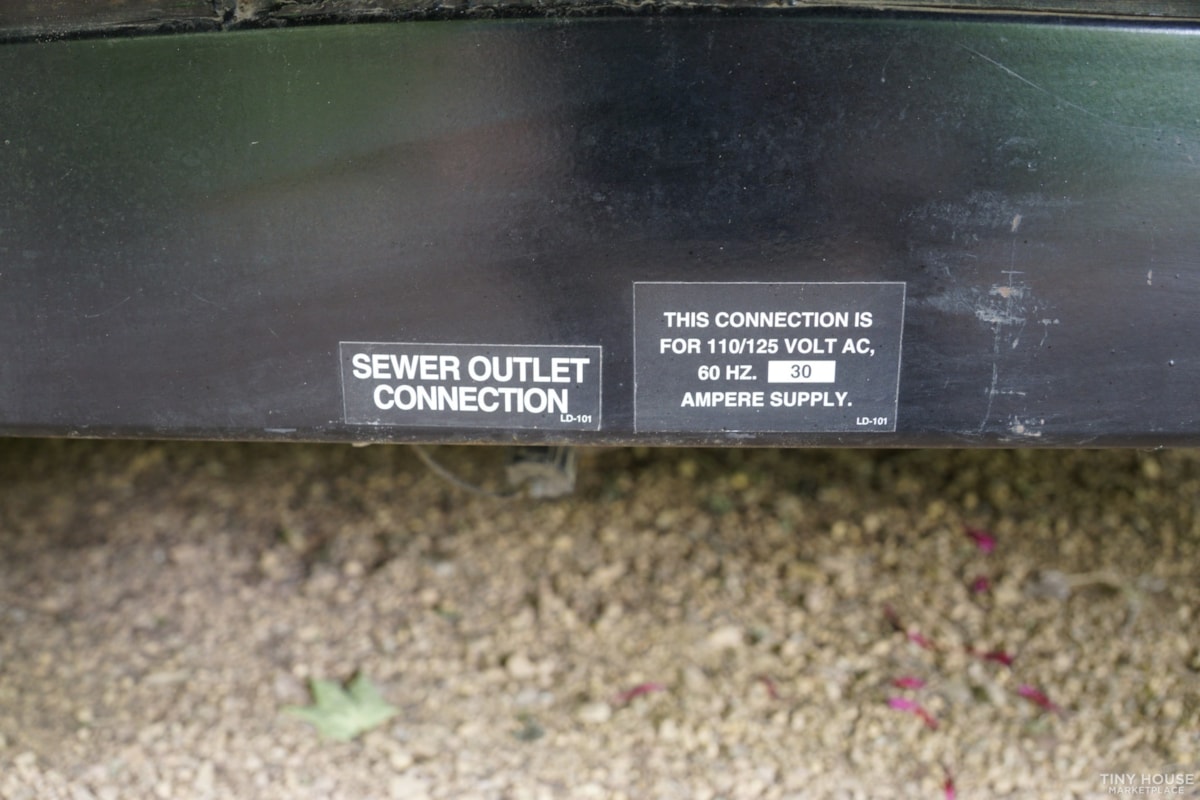 SEWER OUTLET
CONNECTION
LD-101
THIS CONNECTION IS
FOR 110/125 VOLT AC,
60 HZ. 30
AMPERE SUPPLY.
LD-101
TINY HOUSE
MARKETPLACE